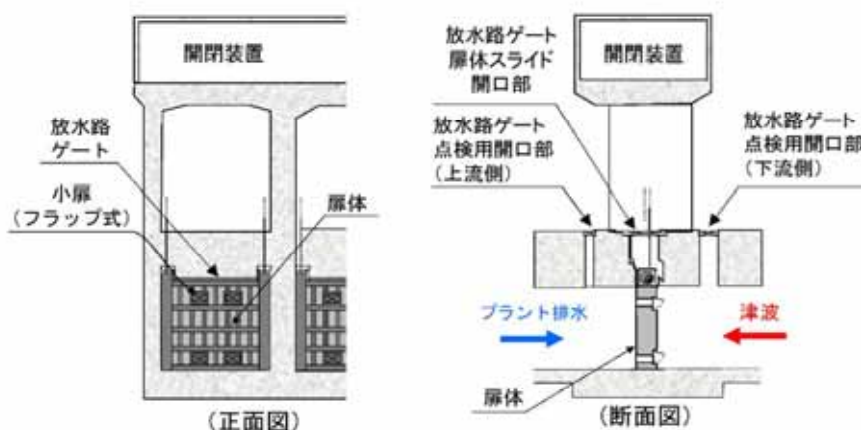 開閉装置
放水路
ゲート
小扉
(フラップ式)
扉体
(正面図)
放水路ゲート
扉体スライド
開口部
開閉装置
放水路ゲート
点検用開口部
(上流側)
放水路ゲート
点検用開口部
(下流側)
プラント排水
津波
扉体
(断面図)